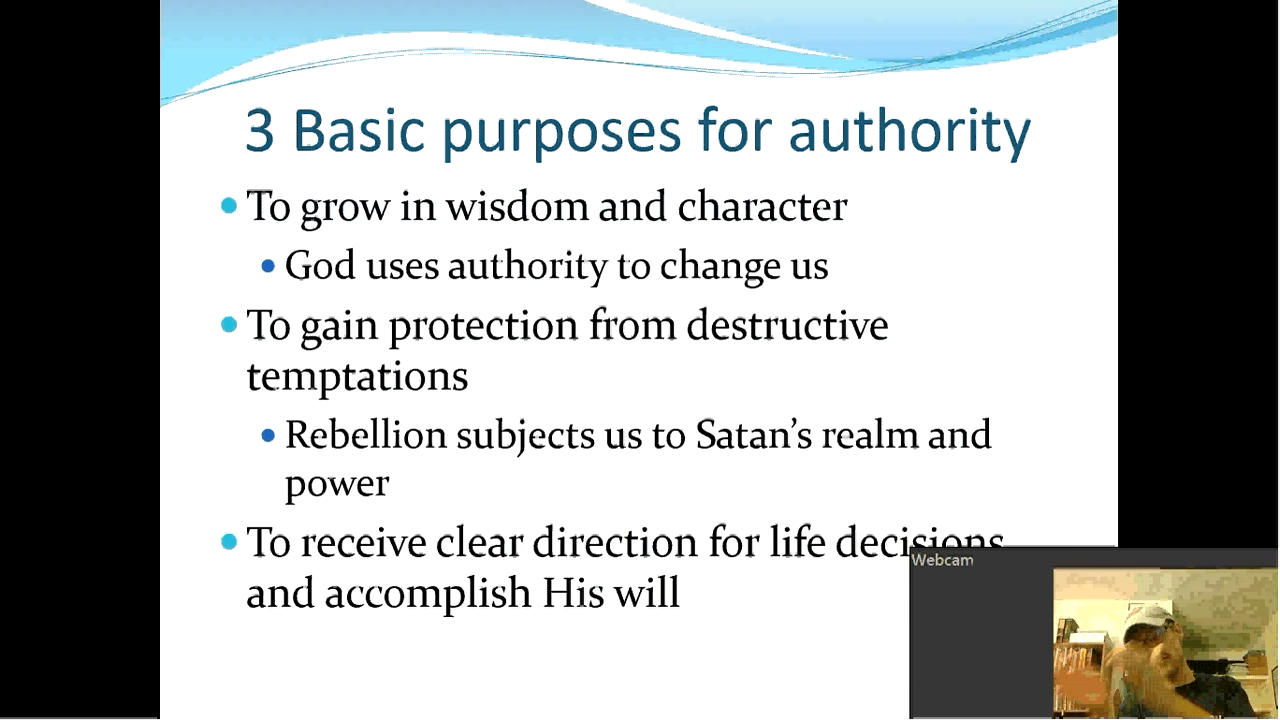 3 Basic purposes for authority
To grow in wisdom and character
God uses authority to change us
To gain protection from destructive
temptations
Rebellion subjects us to Satan's realm and
power
To receive clear direction for life decisions
and accomplish His will
Webcam